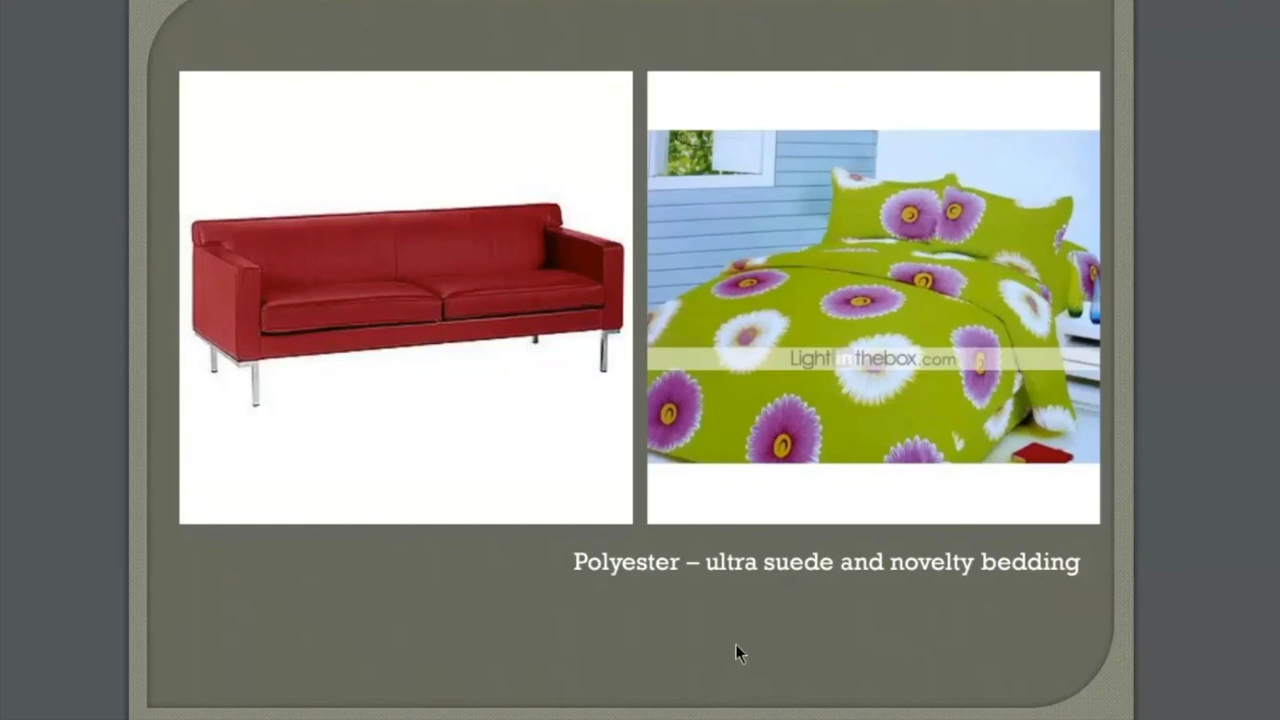 Lightinthebox.com
Polyester – ultra suede and novelty bedding